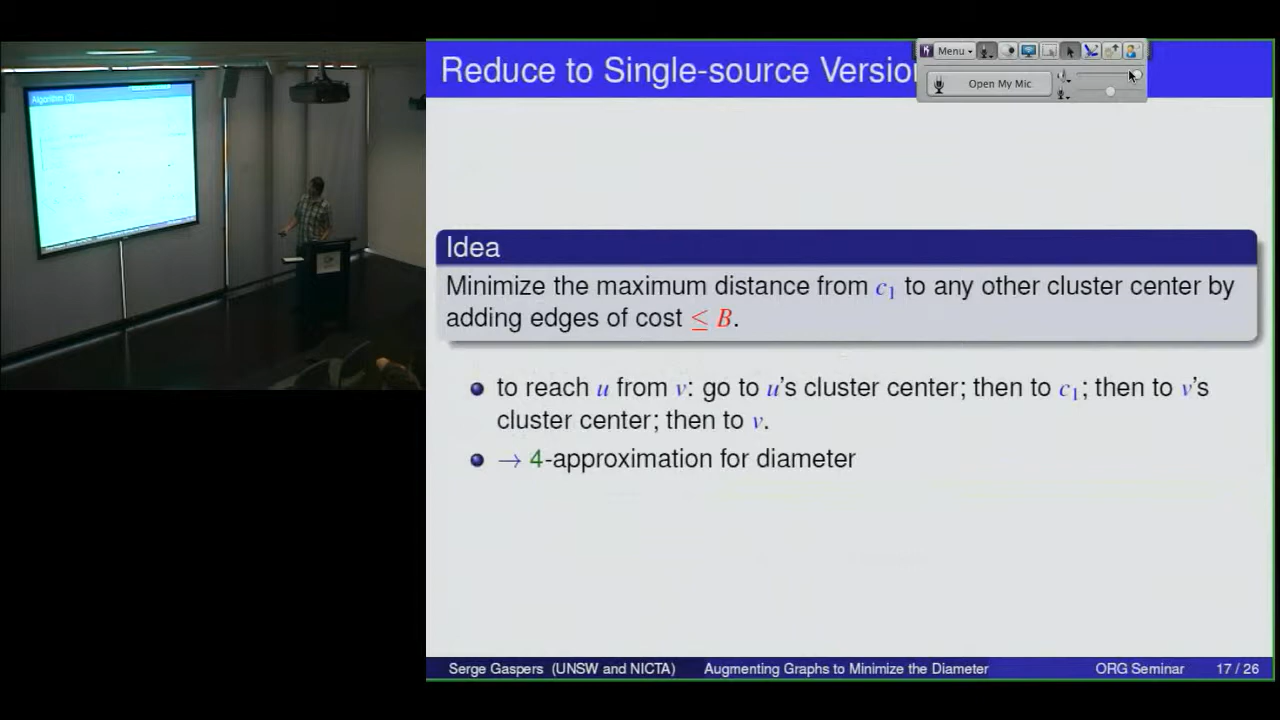 Algorithm (3)
Reduce to Single-source Version
Menu
Open My Mic
Idea
Minimize the maximum distance from c₁ to any other cluster center by
adding edges of cost ≤ B.
to reach u from v: go to u's cluster center; then to c₁; then to v's
cluster center; then to v.
→ 4-approximation for diameter
Serge Gaspers (UNSW and NICTA) Augmenting Graphs to Minimize the Diameter ORG Seminar 17 / 26